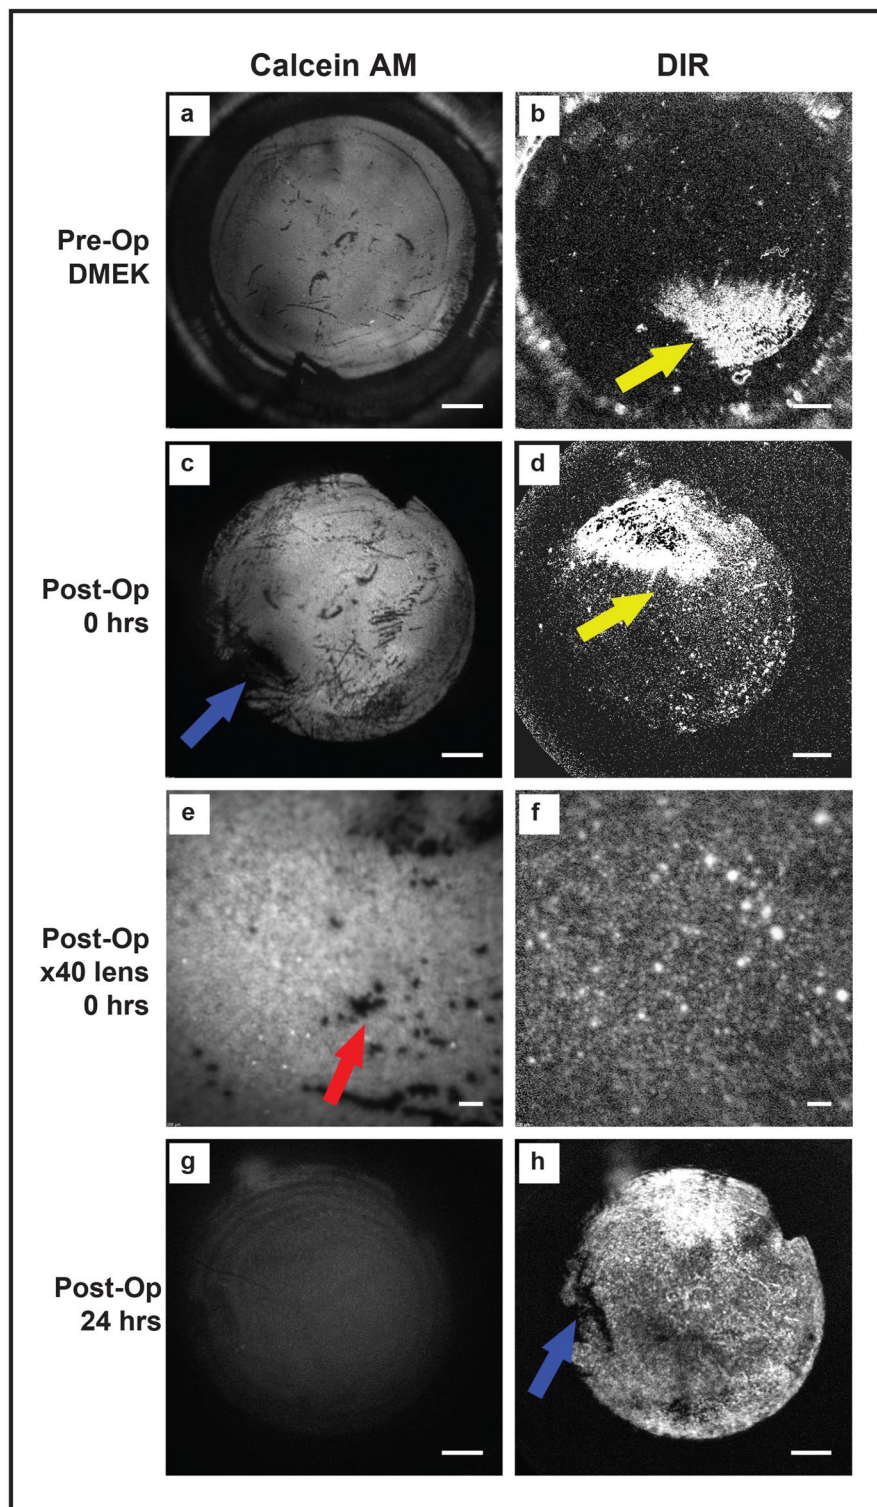 Calcein AM
DIR
a
b
Pre-Op
DMEK
c
d
Post-Op
0 hrs
e
f
Post-Op
x40 lens
0 hrs
g
h
Post-Op
24 hrs